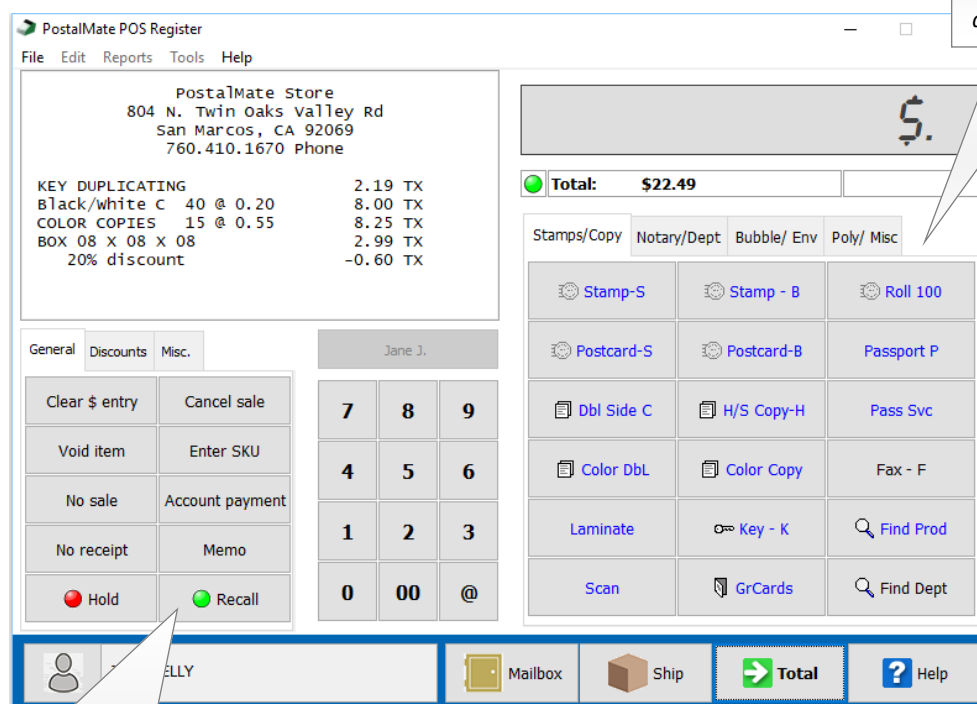 PostalMate POS Register
File Edit Reports Tools Help
PostalMate Store
804 N. Twin Oaks Valley Rd
San Marcos, CA 92069
760.410.1670 Phone
KEY DUPLICATING 2.19 TX
Black/White C 40 @ 0.20 8.00 TX
COLOR COPIES 15 @ 0.55 8.25 TX
BOX 08 X 08 X 08 2.99 TX
20% discount -0.60 TX
$.
Total: $22.49
Stamps/Copy Notary/Dept Bubble/ Env Poly/ Misc
Stamp-S Stamp - B Roll 100
Postcard-S Postcard-B Passport P
Dbl Side C H/S Copy-H Pass Svc
Color DbL Color Copy Fax - F
Laminate Key - K Find Prod
Scan GrCards Find Dept
General Discounts Misc.
Clear $ entry Cancel sale
Void item Enter SKU
No sale Account payment
No receipt Memo
Hold Recall
Jane J.
7 8 9
4 5 6
1 2 3
0 00 @
Mailbox Ship Total Help